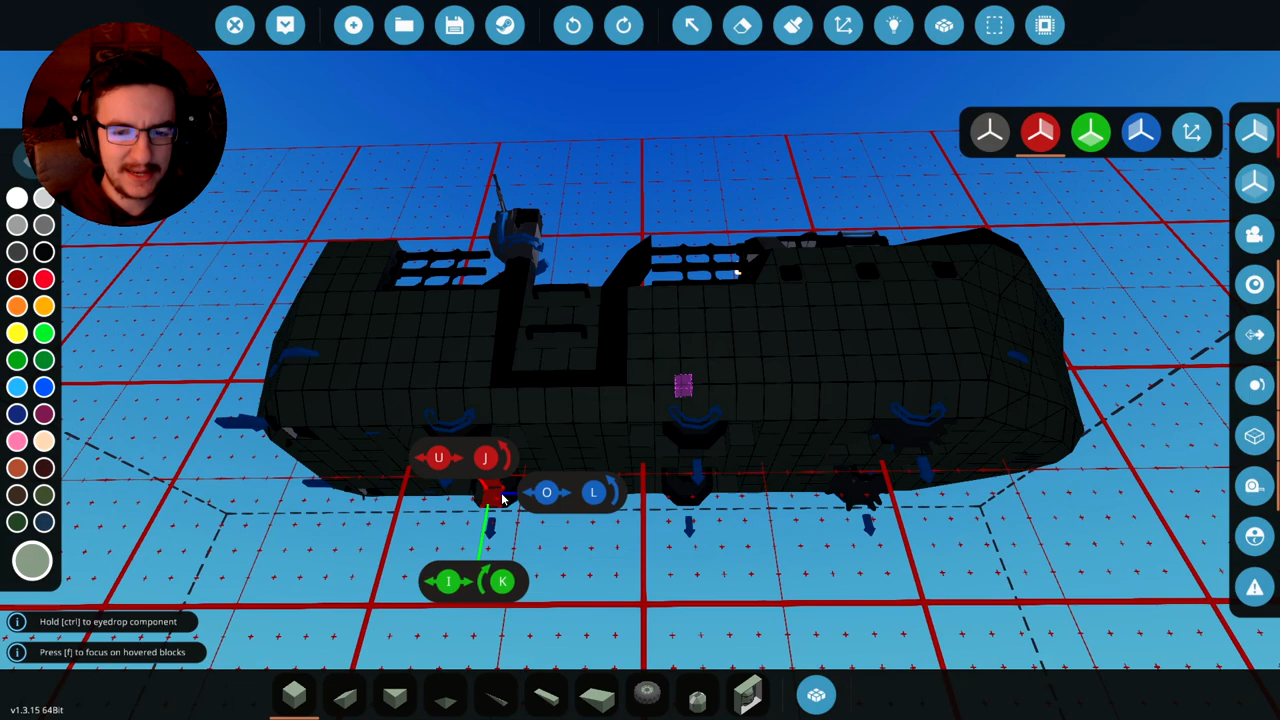 U J
O L
I K
Hold [ctrl] to eyedrop component
Press [f] to focus on hovered blocks
v1.3.15 64Bit